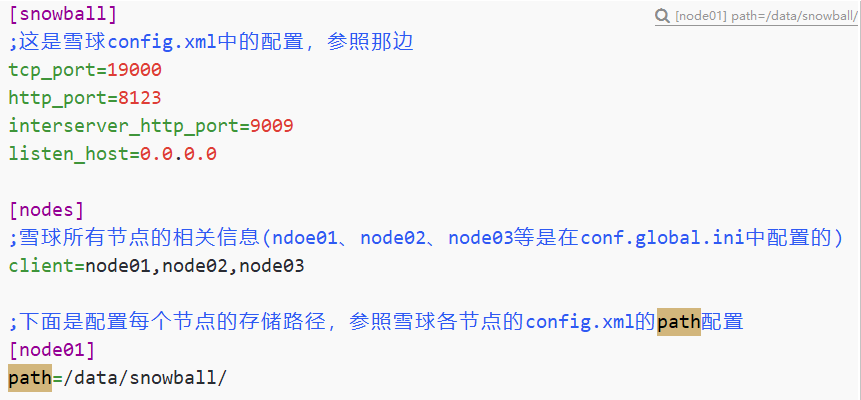 [snowball]
[node01] path=/data/snowball/
;这是雪球config.xml中的配置，参照那边
tcp_port=19000
http_port=8123
interserver_http_port=9009
listen_host=0.0.0.0
[nodes]
;雪球所有节点的相关信息(ndoe01、node02、node03等是在conf.global.ini中配置的)
client=node01,node02,node03
;下面是配置每个节点的存储路径，参照雪球各节点的config.xml的path配置
[node01]
path=/data/snowball/